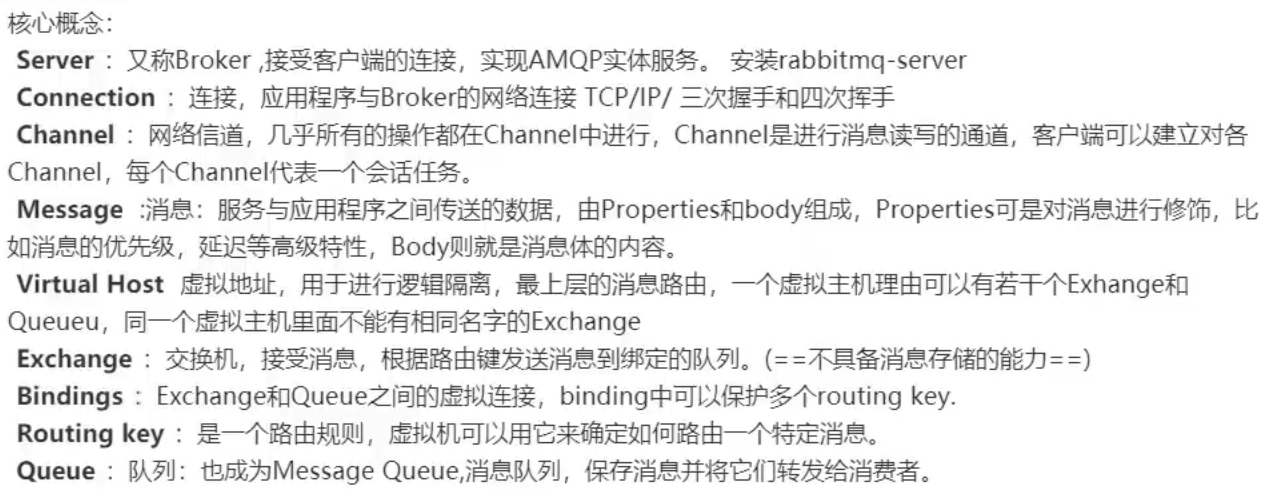 核心概念：
Server ：又称Broker ,接受客户端的连接，实现AMQP实体服务。 安装rabbitmq-server
Connection ：连接，应用程序与Broker的网络连接 TCP/IP/ 三次握手和四次挥手
Channel ：网络信道，几乎所有的操作都在Channel中进行，Channel是进行消息读写的通道，客户端可以建立对各
Channel，每个Channel代表一个会话任务。
Message :消息：服务与应用程序之间传送的数据，由Properties和body组成，Properties可是对消息进行修饰，比
如消息的优先级，延迟等高级特性，Body则就是消息体的内容。
Virtual Host 虚拟地址，用于进行逻辑隔离，最上层的消息路由，一个虚拟主机理由可以有若干个Exhange和
Queueu，同一个虚拟主机里面不能有相同名字的Exchange
Exchange ：交换机，接受消息，根据路由键发送消息到绑定的队列。(==不具备消息存储的能力==)
Bindings ：Exchange和Queue之间的虚拟连接，binding中可以保护多个routing key.
Routing key ：是一个路由规则，虚拟机可以用它来确定如何路由一个特定消息。
Queue ：队列：也成为Message Queue,消息队列，保存消息并将它们转发给消费者。